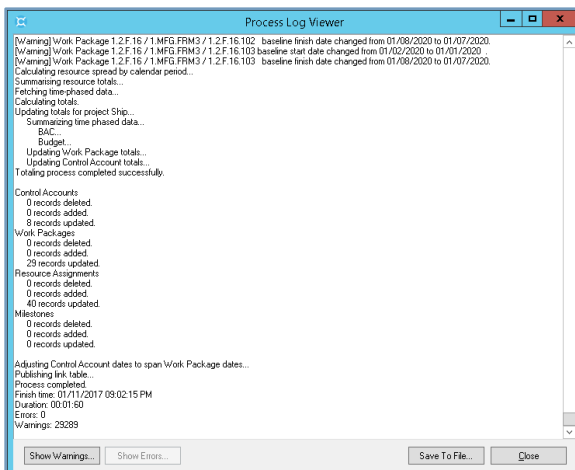 Process Log Viewer
[Warning] Work Package 1.2.F.16 / 1.MFG.FRM3 / 1.2.F.16.102 baseline finish date changed from 01/08/2020 to 01/07/2020.
[Warning] Work Package 1.2.F.16 / 1.MFG.FRM3 / 1.2.F.16.103 baseline start date changed from 01/02/2020 to 01/01/2020 .
[Warning] Work Package 1.2.F.16 / 1.MFG.FRM3 / 1.2.F.16.103 baseline finish date changed from 01/08/2020 to 01/07/2020.
Calculating resource spread by calendar period...
Summarising resource totals...
Fetching time-phased data...
Calculating totals.
Updating totals for project Ship...
Summarizing time phased data...
BAC...
Budget...
Updating Work Package totals...
Updating Control Account totals...
Totaling process completed successfully.
Control Accounts
0 records deleted.
0 records added.
8 records updated.
Work Packages
0 records deleted.
0 records added.
29 records updated.
Resource Assignments
0 records deleted.
0 records added.
40 records updated.
Milestones
0 records deleted.
0 records added.
0 records updated.
Adjusting Control Account dates to span Work Package dates...
Publishing link table...
Process completed.
Finish time: 01/11/2017 09:02:15 PM
Duration: 00:01:60
Errors: 0
Warnings: 29289
Show Warnings... Show Errors... Save To File... Close